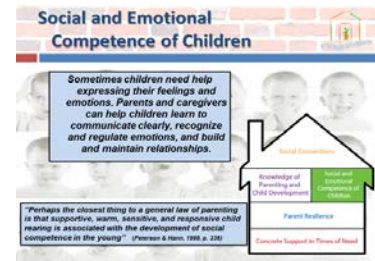 Social and Emotional
Competence of Children
Sometimes children need help
expressing their feelings and
emotions. Parents and caregivers
can help children learn to
communicate clearly, recognize
and regulate emotions, and build
and maintain relationships.
Social Connections
Knowledge of
Parenting and
Child Development
Social and
Emotional
Competence of
Children
Parent Resilience
Concrete Support in Times of Need
"Perhaps the closest thing to a general law of parenting
is that supportive, warm, sensitive, and responsive child
rearing is associated with the development of social
competence in the young" (Peterson & Hann, 1999, p. 336)